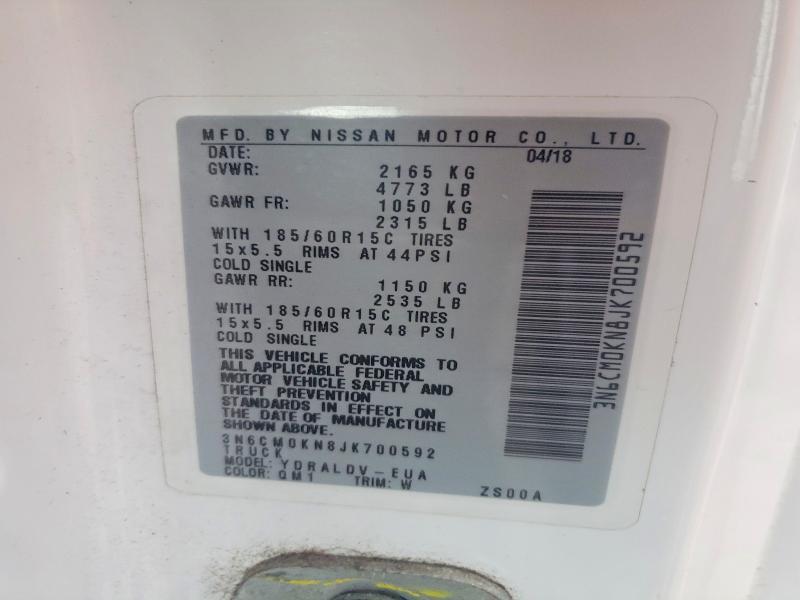 MFD. BY NISSAN MOTOR CO., LTD.
DATE: 04/18
GVWR: 2165 KG
4773 LB
GAWR FR: 1050 KG
2315 LB
WITH 185/60R15C TIRES
15x5.5 RIMS AT 44PSI
COLD SINGLE
GAWR RR: 1150 KG
2535 LB
WITH 185/60R15C TIRES
15x5.5 RIMS AT 48 PSI
COLD SINGLE
THIS VEHICLE CONFORMS TO
ALL APPLICABLE FEDERAL
MOTOR VEHICLE SAFETY AND
THEFT PREVENTION
STANDARDS IN EFFECT ON
THE DATE OF MANUFACTURE
SHOWN ABOVE.
3N6CM0KN8JK700592
TRUCK
MODEL: YDRALDV-EUA
COLOR: QM1 TRIM: W ZS00A
3N6CM0KN8JK700592